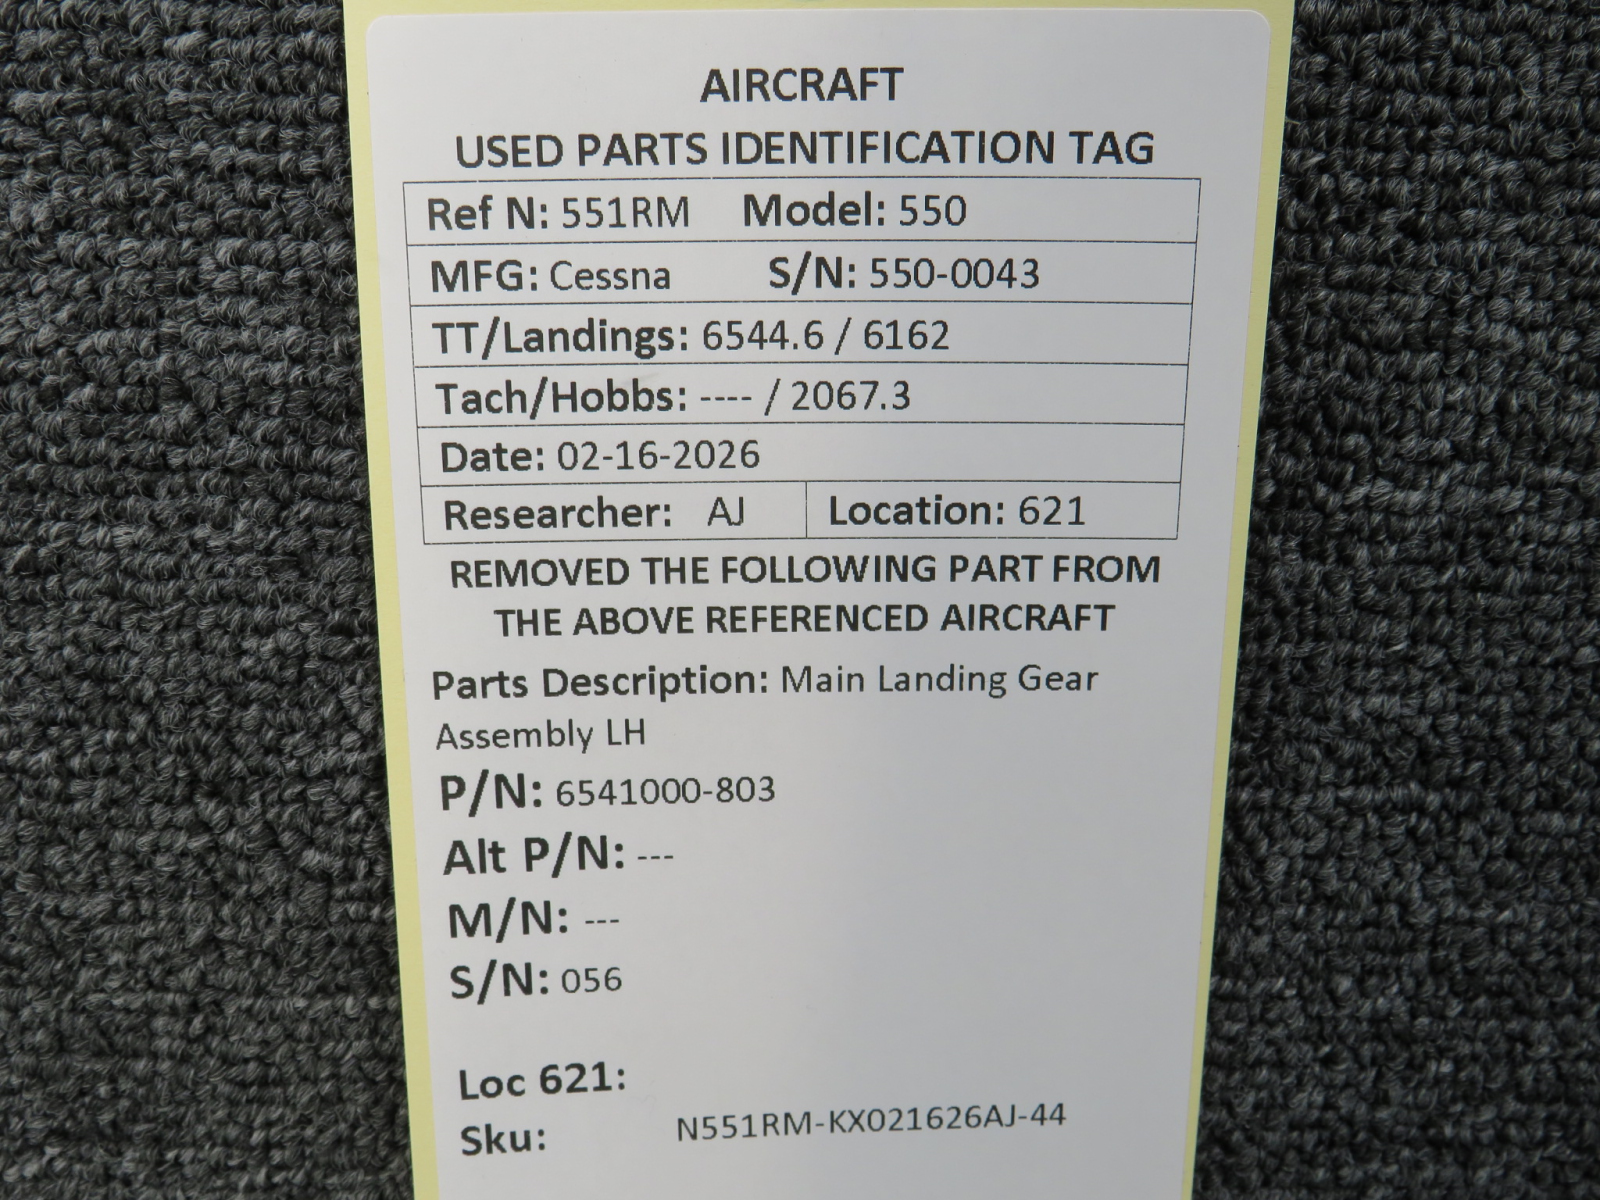 AIRCRAFT
USED PARTS IDENTIFICATION TAG
Ref N: 551RM Model: 550
MFG: Cessna S/N: 550-0043
TT/Landings: 6544.6 / 6162
Tach/Hobbs: ---- / 2067.3
Date: 02-16-2026
Researcher: AJ Location: 621
REMOVED THE FOLLOWING PART FROM
THE ABOVE REFERENCED AIRCRAFT
Parts Description: Main Landing Gear
Assembly LH
P/N: 6541000-803
Alt P/N: ---
M/N: ---
S/N: 056
Loc 621:
Sku: N551RM-KX021626AJ-44